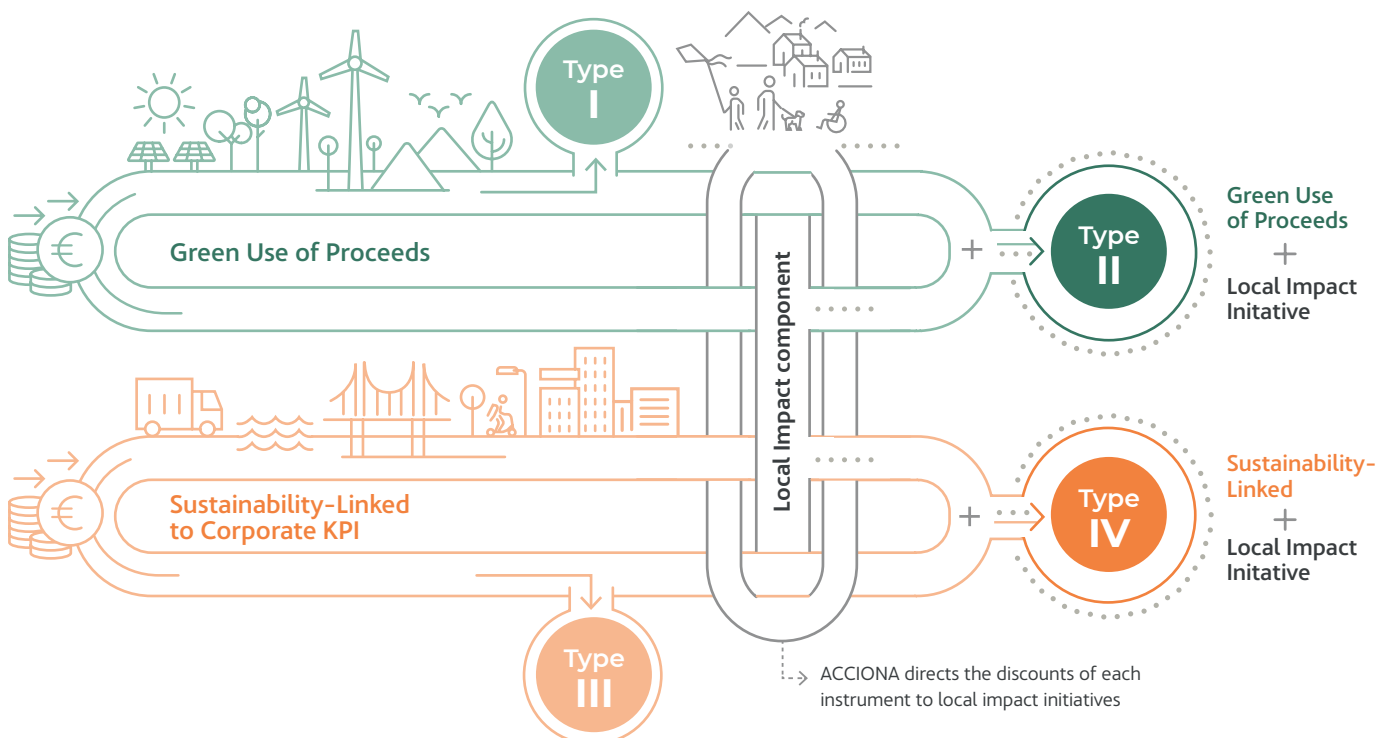 Type
I
Green Use of Proceeds
€
+
Type
II
Green Use
of Proceeds
+
Local Impact
Initative
Local Impact component
Sustainability-Linked
to Corporate KPI
€
+
Type
IV
Sustainability-
Linked
+
Local Impact
Initative
Type
III
ACCIONA directs the discounts of each
instrument to local impact initiatives